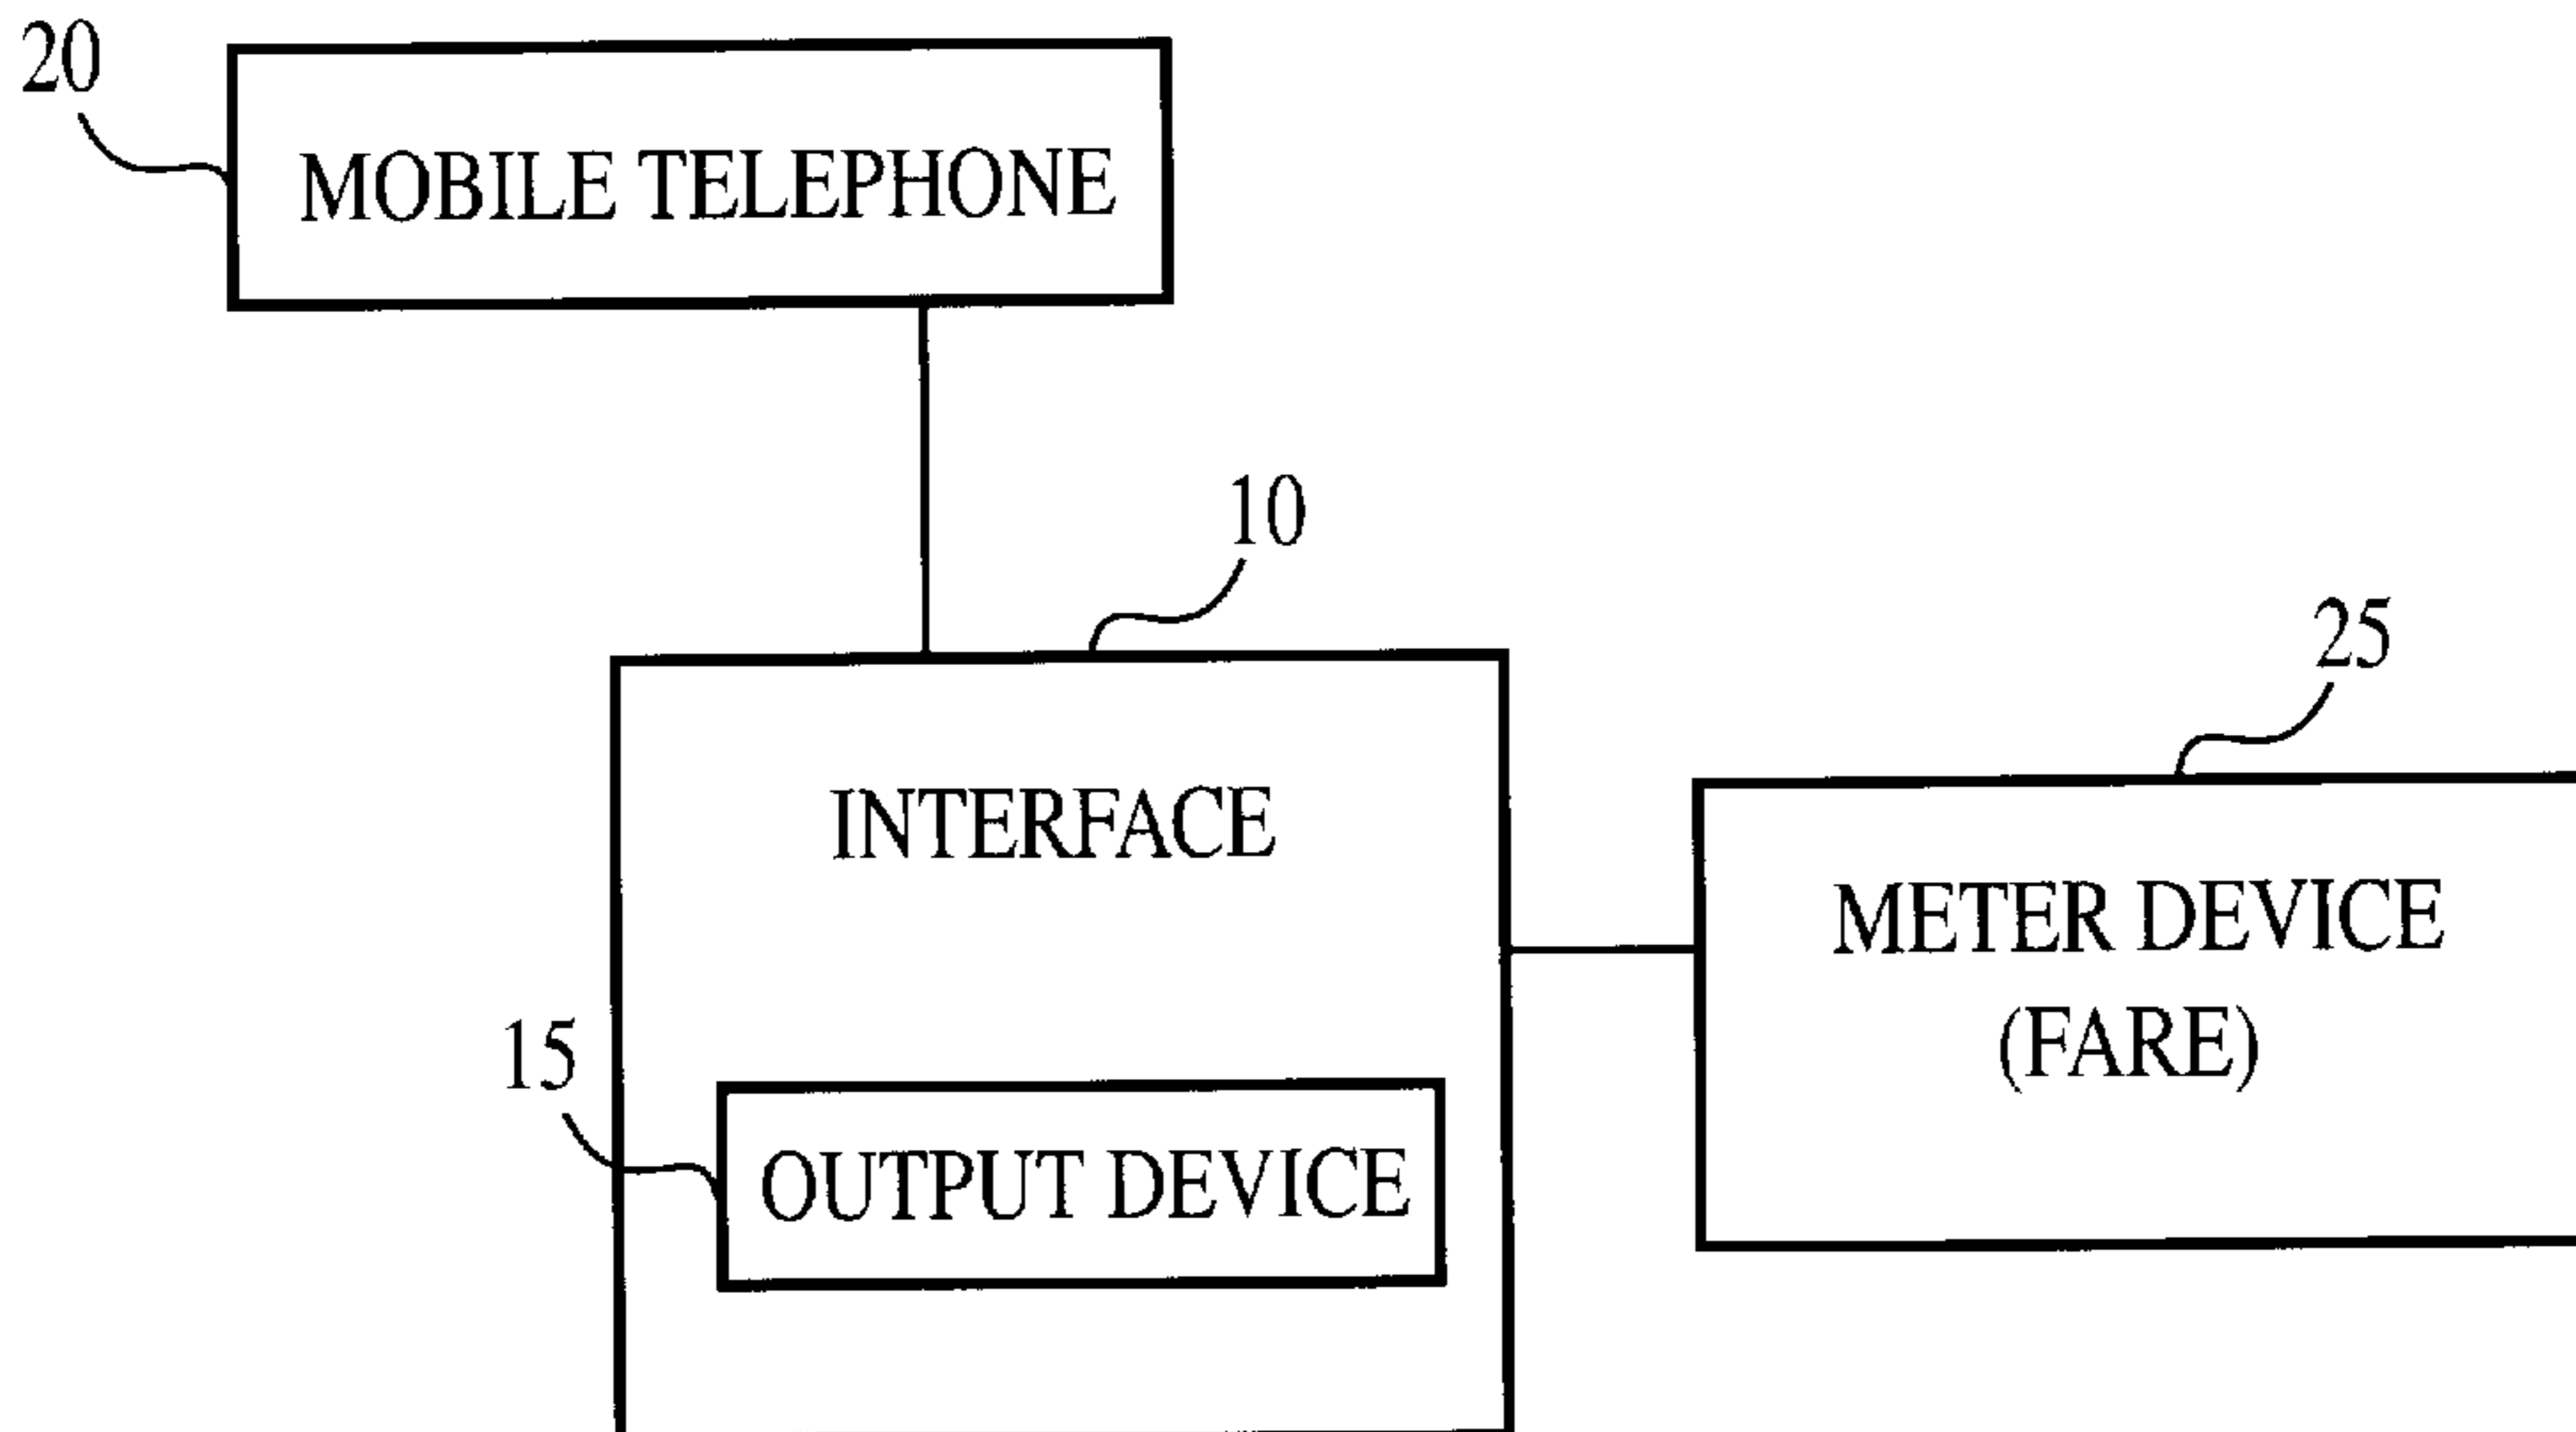 20
MOBILE TELEPHONE
10
25
INTERFACE
METER DEVICE
(FARE)
15
OUTPUT DEVICE